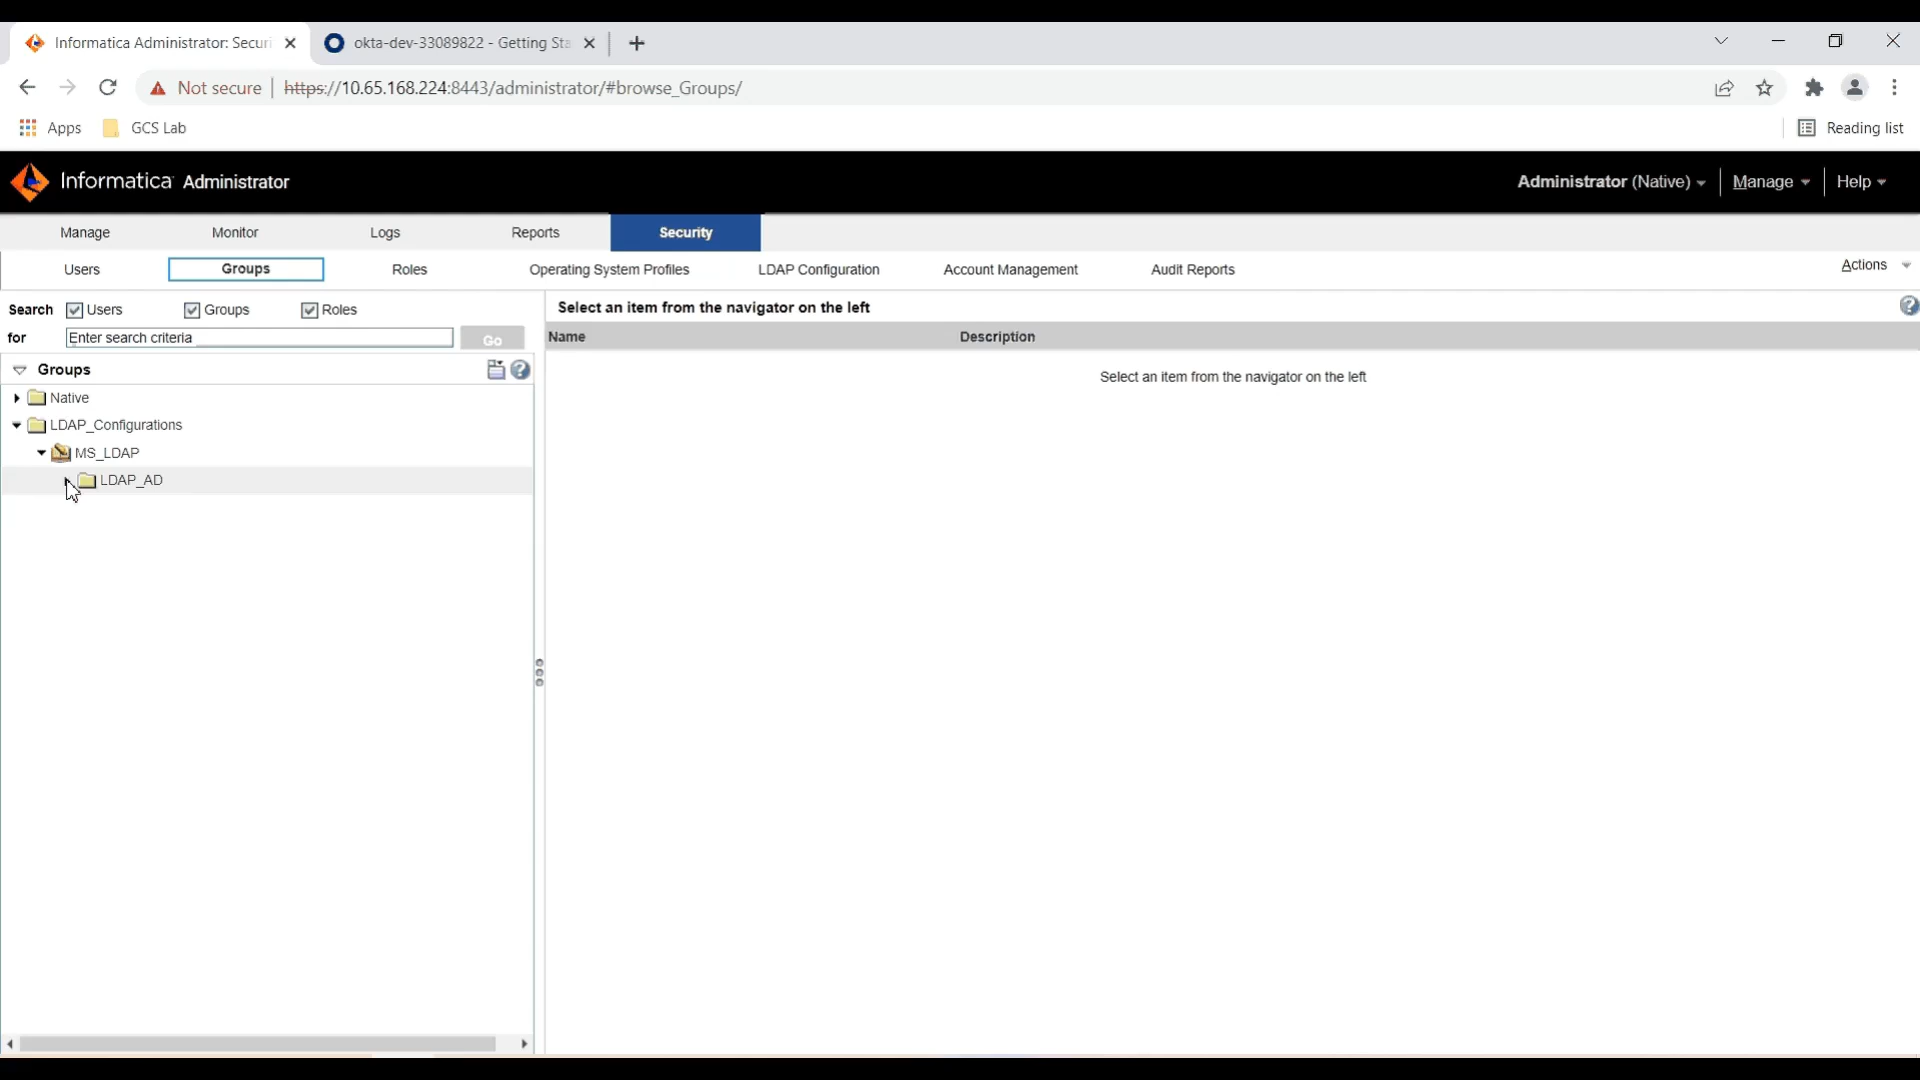 Informatica Administrator: Securi
okta-dev-33089822 - Getting Sta
Not secure | https://10.65.168.224:8443/administrator/#browse_Groups/
Apps GCS Lab Reading list
Informatica Administrator Administrator (Native) Manage Help
Manage Monitor Logs Reports Security
Users Groups Roles Operating System Profiles LDAP Configuration Account Management Audit Reports Actions
Search Users Groups Roles
Select an item from the navigator on the left
for Enter search criteria Go
Name Description
Groups
Select an item from the navigator on the left
Native
LDAP_Configurations
MS_LDAP
LDAP_AD